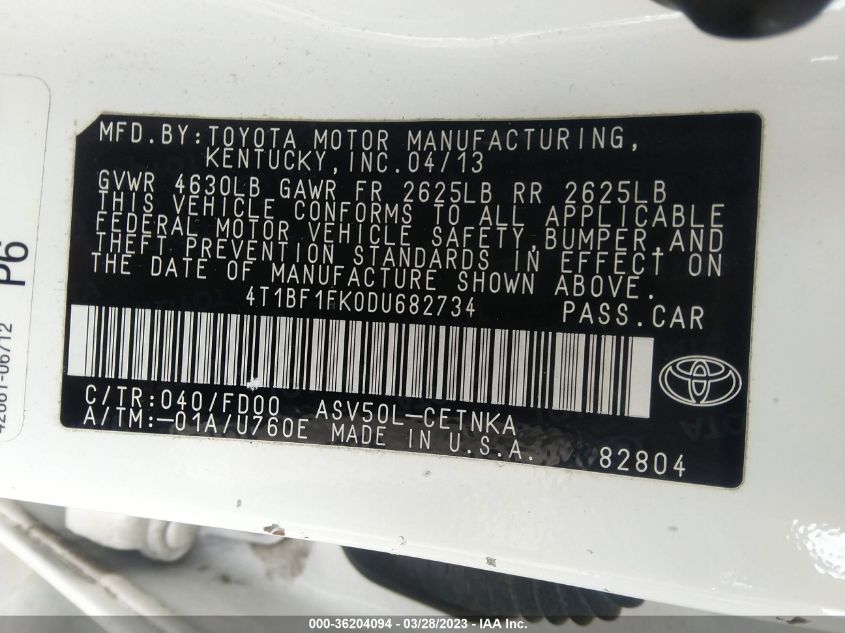 MFD.BY:TOYOTA MOTOR MANUFACTURING,
KENTUCKY,INC.04/13
GVWR 4630LB GAWR FR 2625LB RR 2625LB
THIS VEHICLE CONFORMS TO ALL APPLICABLE
FEDERAL MOTOR VEHICLE SAFETY,BUMPER,AND
THEFT PREVENTION STANDARDS IN EFFECT ON
THE DATE OF MANUFACTURE SHOWN ABOVE.
4T1BF1FK0DU682734 PASS.CAR
C/TR:040/FD00 ASV50L-CETNKA
A/TM:-01A/U760E MADE IN U.S.A. 82804
P6
42661-06712
000-36204094 - 03/28/2023 - IAA Inc.